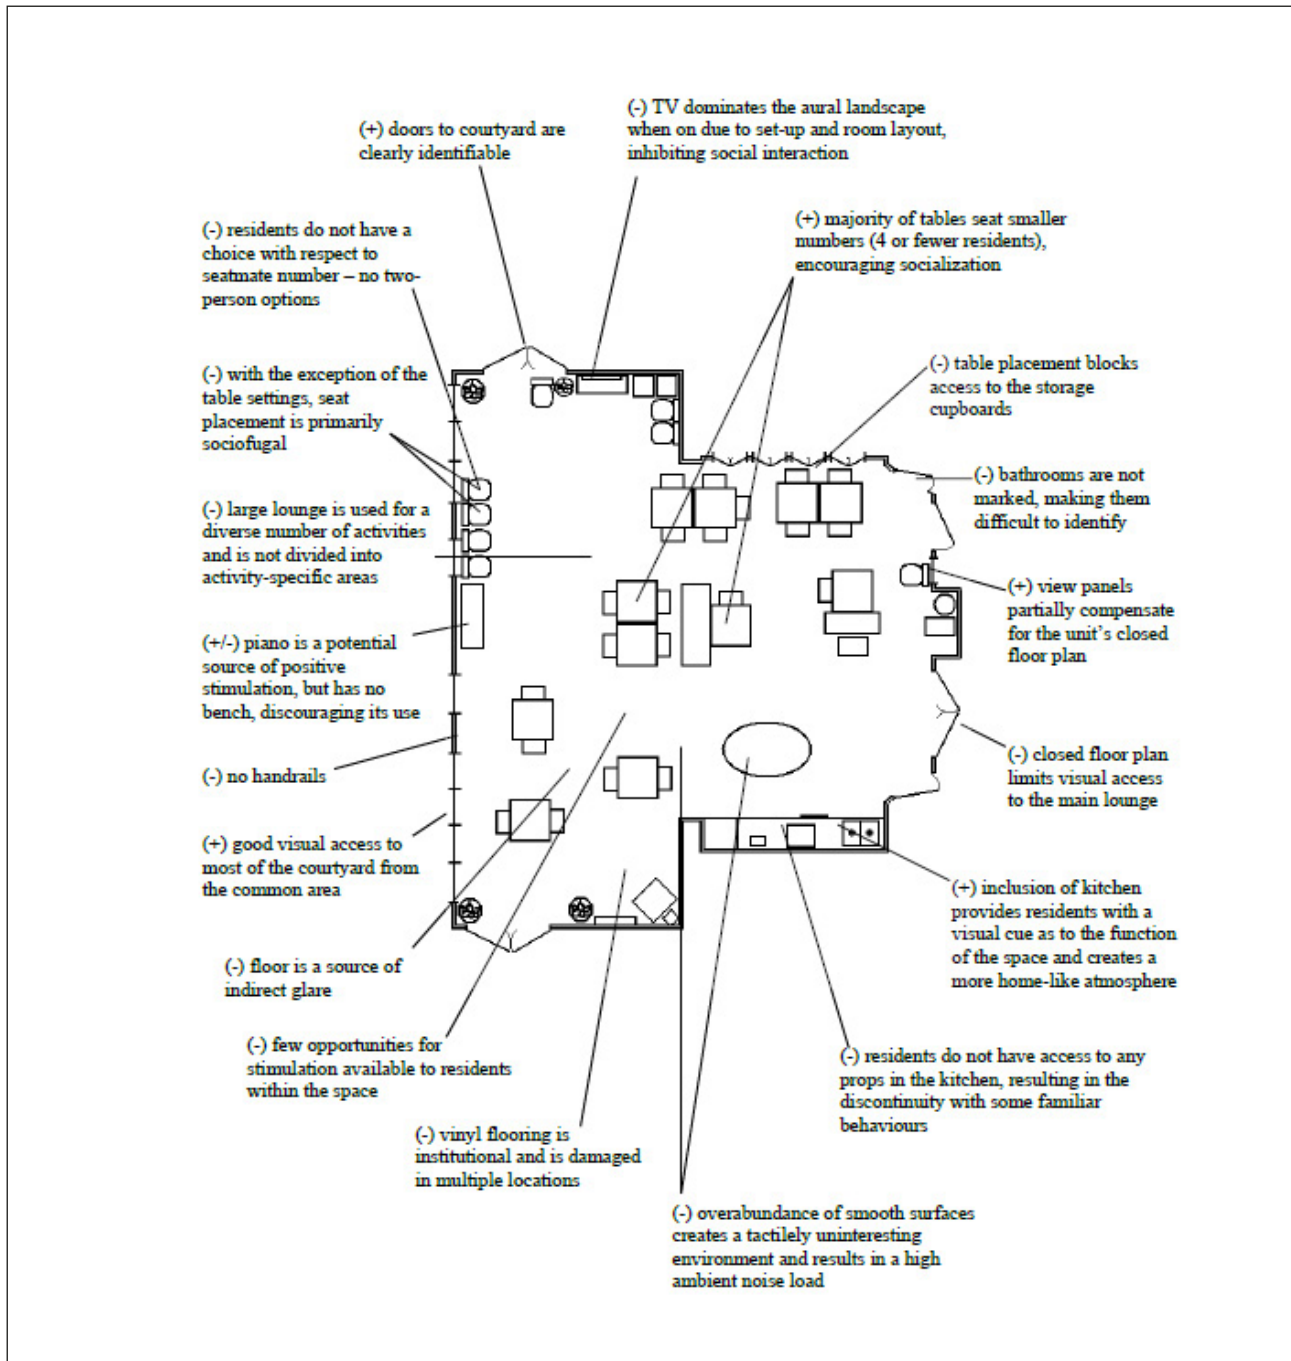 (+) doors to courtyard are
clearly identifiable
(-) TV dominates the aural landscape
when on due to set-up and room layout,
inhibiting social interaction
(-) residents do not have a
choice with respect to
seatmate number – no two-
person options
(+) majority of tables seat smaller
numbers (4 or fewer residents),
encouraging socialization
(-) with the exception of the
table settings, seat
placement is primarily
sociofugal
(-) table placement blocks
access to the storage
cupboards
(-) bathrooms are not
marked, making them
difficult to identify
(-) large lounge is used for a
diverse number of activities
and is not divided into
activity-specific areas
(+) view panels
partially compensate
for the unit's closed
floor plan
(+/-) piano is a potential
source of positive
stimulation, but has no
bench, discouraging its use
(-) no handrails
(-) closed floor plan
limits visual access
to the main lounge
(+) good visual access to
most of the courtyard from
the common area
(+) inclusion of kitchen
provides residents with a
visual cue as to the function
of the space and creates a
more home-like atmosphere
(-) floor is a source of
indirect glare
(-) few opportunities for
stimulation available to residents
within the space
(-) residents do not have access to any
props in the kitchen, resulting in the
discontinuity with some familiar
behaviours
(-) vinyl flooring is
institutional and is damaged
in multiple locations
(-) overabundance of smooth surfaces
creates a tactilely uninteresting
environment and results in a high
ambient noise load